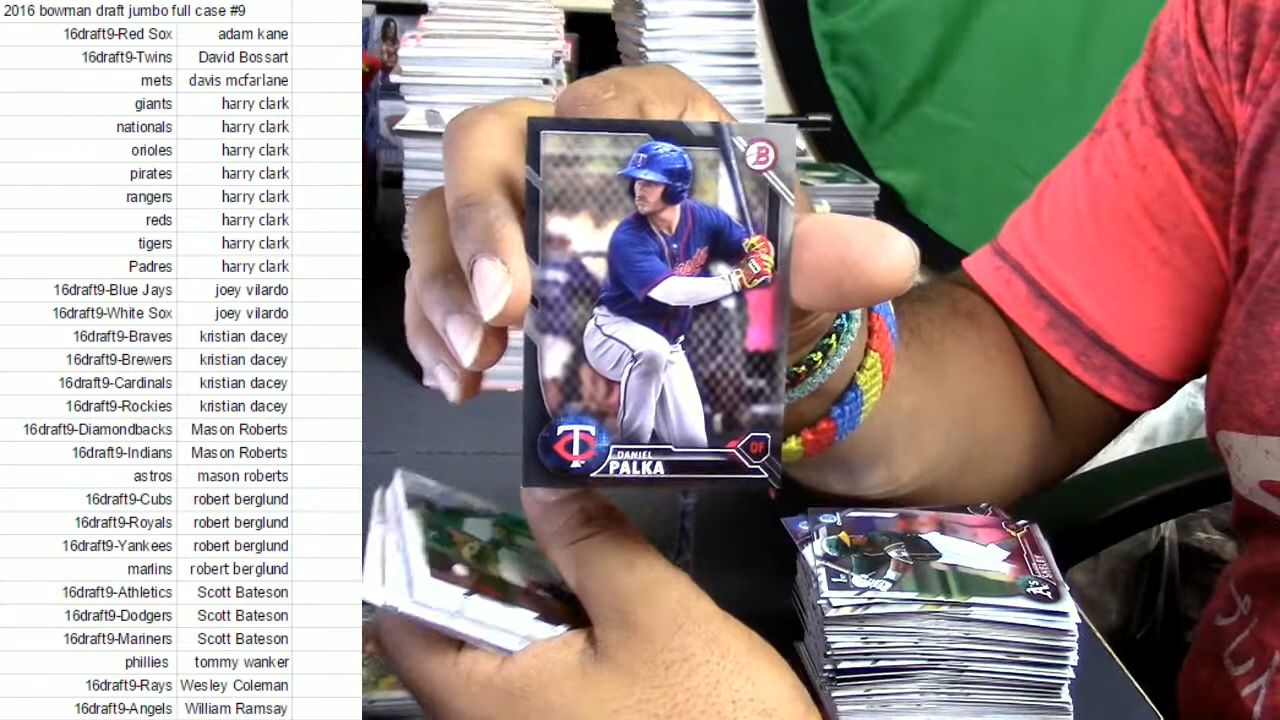 2016 bowman draft jumbo full case #9
16draft9-Red Sox adam kane
16draft9-Twins David Bossart
mets davis mcfarlane
giants harry clark
nationals harry clark
orioles harry clark
pirates harry clark
rangers harry clark
reds harry clark
tigers harry clark
Padres harry clark
16draft9-Blue Jays joey vilardo
16draft9-White Sox joey vilardo
16draft9-Braves kristian dacey
16draft9-Brewers kristian dacey
16draft9-Cardinals kristian dacey
16draft9-Rockies kristian dacey
16draft9-Diamondbacks Mason Roberts
16draft9-Indians Mason Roberts
astros mason roberts
16draft9-Cubs robert berglund
16draft9-Royals robert berglund
16draft9-Yankees robert berglund
marlins robert berglund
16draft9-Athletics Scott Bateson
16draft9-Dodgers Scott Bateson
16draft9-Mariners Scott Bateson
phillies tommy wanker
16draft9-Rays Wesley Coleman
16draft9-Angels William Ramsay
B
TC
DANIEL
PALKA
OF
A's